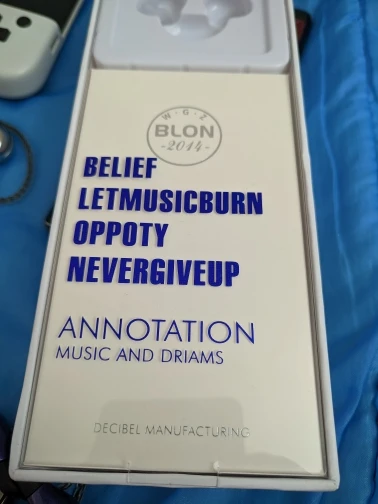 W·G·Z
BLON
-2014-
BELIEF
LETMUSICBURN
OPPOTY
NEVERGIVEUP
ANNOTATION
MUSIC AND DRIAMS
DECIBEL MANUFACTURING